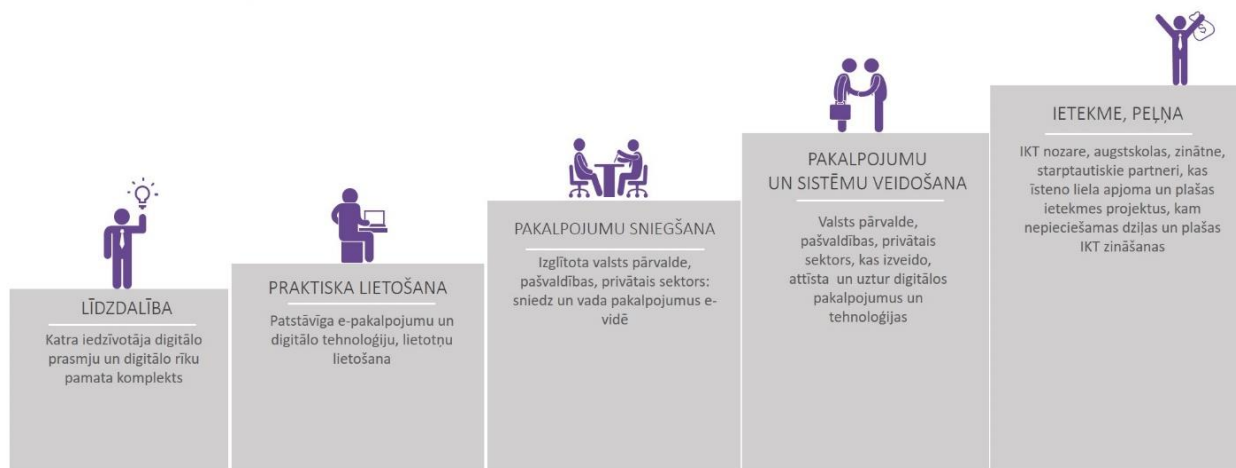 LĪDZDALĪBA
Katra iedzīvotāja digitālo
prasmju un digitālo rīku
pamata komplekts
PRAKTISKA LIETOŠANA
Patstāvīga e-pakalpojumu un
digitālo tehnoloģiju, lietotņu
lietošana
PAKALPOJUMU SNIEGŠANA
Izglītota valsts pārvalde,
pašvaldības, privātais sektors:
sniedz un vada pakalpojumus e-
vidē
PAKALPOJUMU
UN SISTĒMU VEIDOŠANA
Valsts pārvalde,
pašvaldības, privātais
sektors, kas izveido,
attīsta un uztur digitālos
pakalpojumus un
tehnoloģijas
IETEKME, PEĻŅA
IKT nozare, augstskolas, zinātne,
starptautiskie partneri, kas
īsteno liela apjoma un plašas
ietekmes projektus, kam
nepieciešamas dziļas un plašas
IKT zināšanas
$